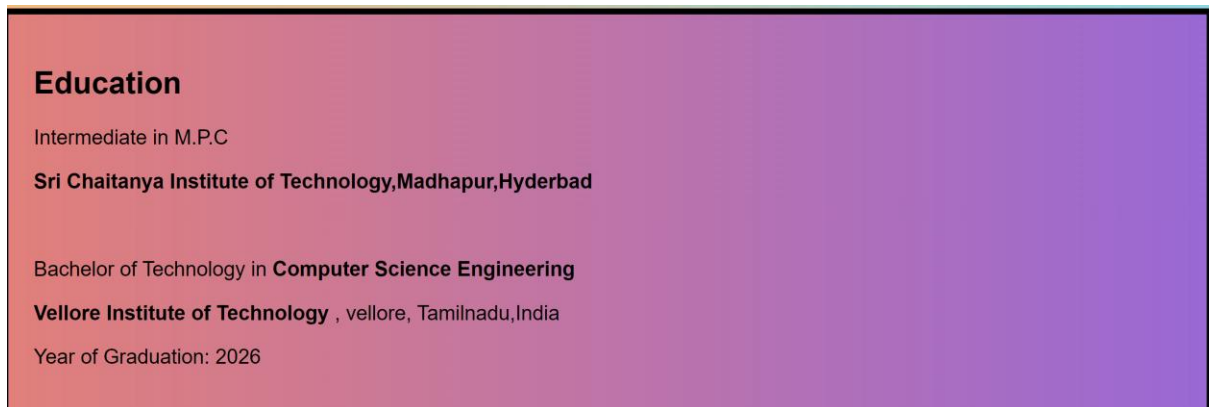 Education
Intermediate in M.P.C
Sri Chaitanya Institute of Technology,Madhapur,Hyderbad
Bachelor of Technology in Computer Science Engineering
Vellore Institute of Technology , vellore, Tamilnadu,India
Year of Graduation: 2026